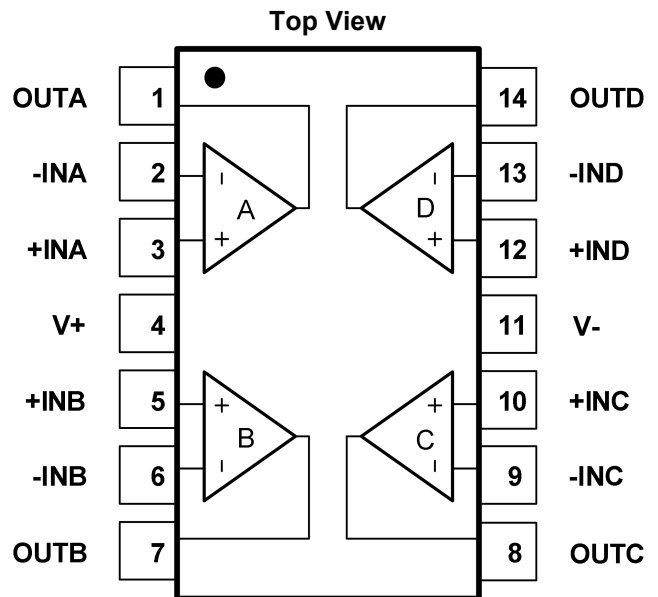 Top View
OUTA 1 14 OUTD
-INA 2 - - 13 -IND
A D
+INA 3 + + 12 +IND
V+ 4 11 V-
+INB 5 + + 10 +INC
B C
-INB 6 - - 9 -INC
OUTB 7 8 OUTC